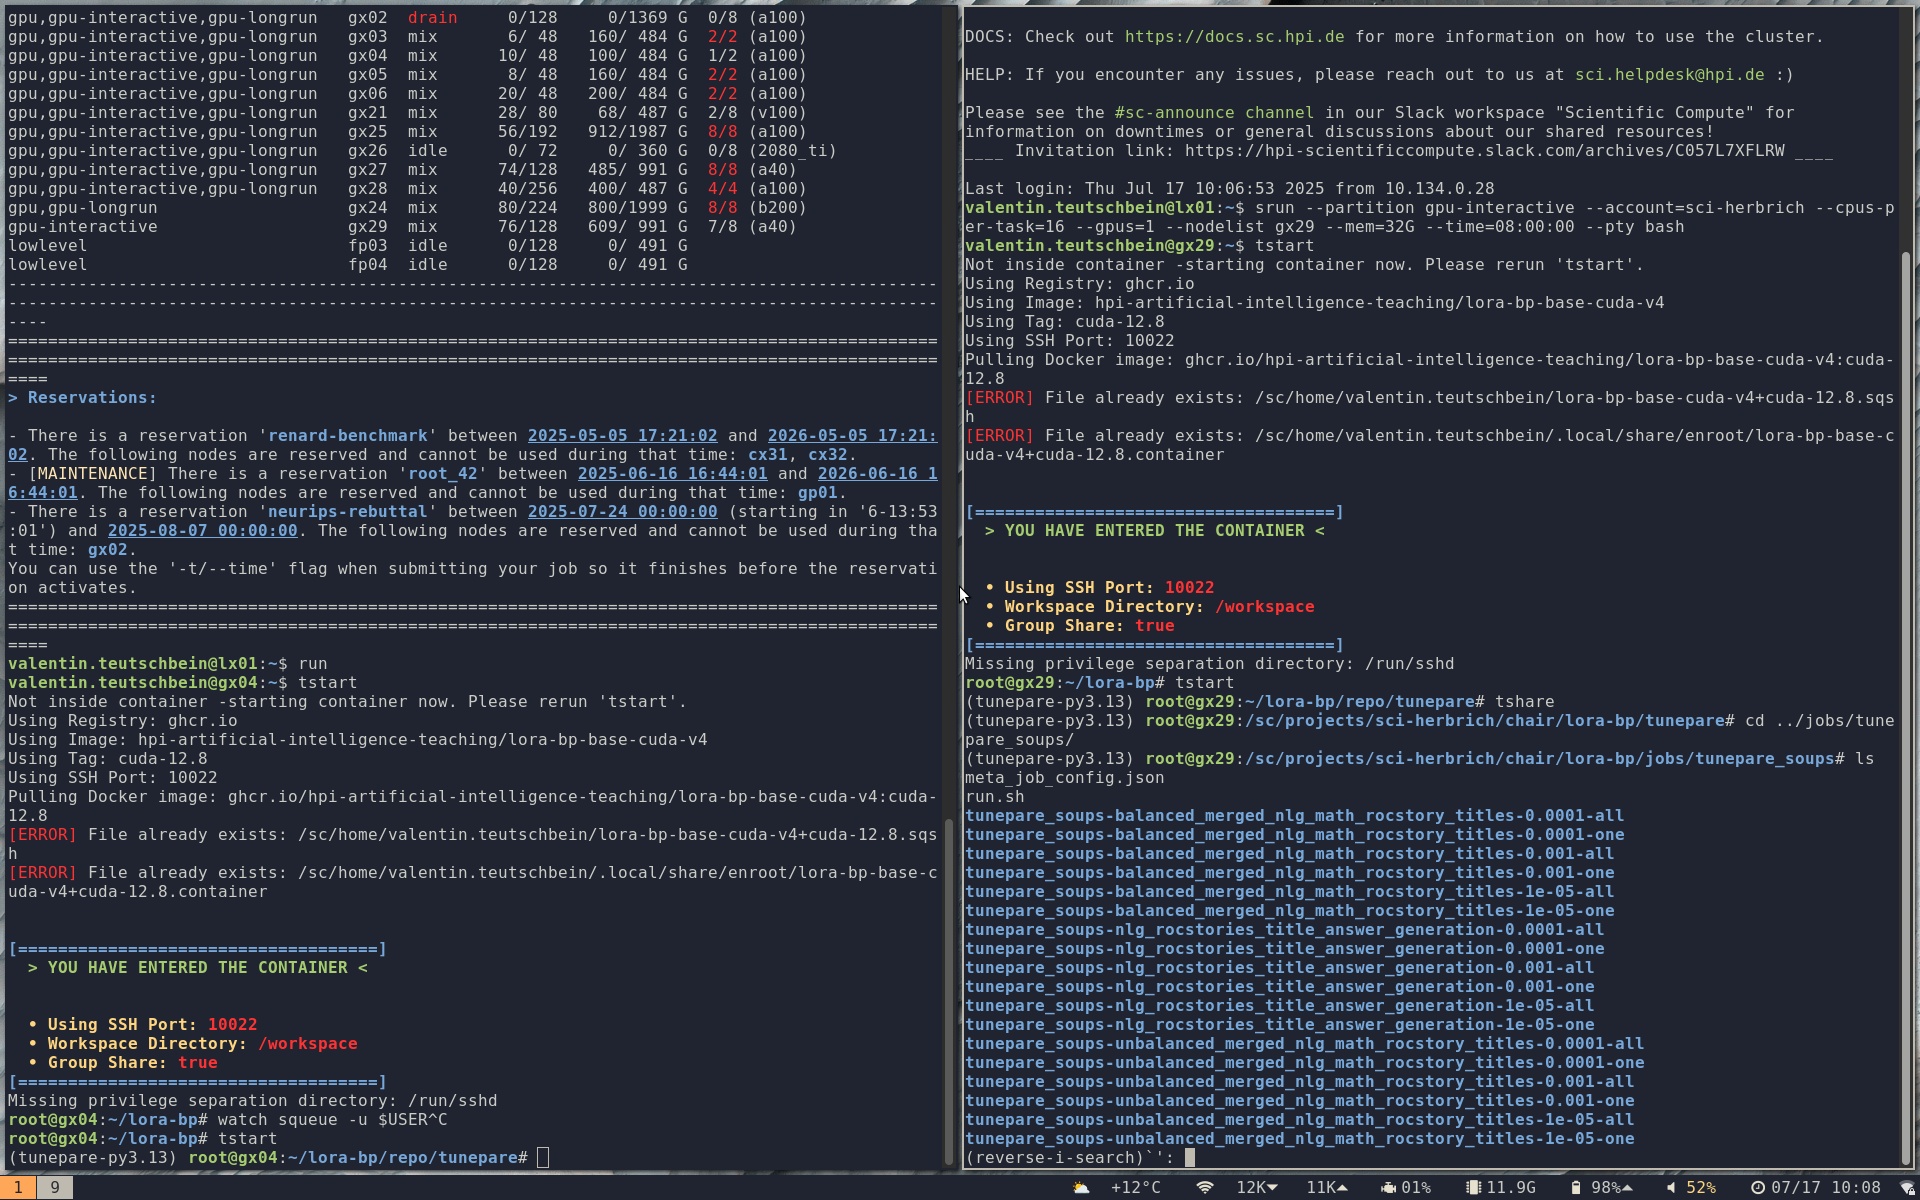 gpu,gpu-interactive,gpu-longrun   gx02  drain     0/128     0/1369 G  0/8 (a100)
gpu,gpu-interactive,gpu-longrun   gx03  mix       6/ 48   160/ 484 G  2/2 (a100)
gpu,gpu-interactive,gpu-longrun   gx04  mix      10/ 48   100/ 484 G  1/2 (a100)
gpu,gpu-interactive,gpu-longrun   gx05  mix       8/ 48   160/ 484 G  2/2 (a100)
gpu,gpu-interactive,gpu-longrun   gx06  mix      20/ 48   200/ 484 G  2/2 (a100)
gpu,gpu-interactive,gpu-longrun   gx21  mix      28/ 80    68/ 487 G  2/8 (v100)
gpu,gpu-interactive,gpu-longrun   gx25  mix      56/192   912/1987 G  8/8 (a100)
gpu,gpu-interactive,gpu-longrun   gx26  idle      0/ 72     0/ 360 G  0/8 (2080_ti)
gpu,gpu-interactive,gpu-longrun   gx27  mix      74/128   485/ 991 G  8/8 (a40)
gpu,gpu-interactive,gpu-longrun   gx28  mix      40/256   400/ 487 G  4/4 (a100)
gpu,gpu-longrun                   gx24  mix      80/224   800/1999 G  8/8 (b200)
gpu-interactive                   gx29  mix      76/128   609/ 991 G  7/8 (a40)
lowlevel                          fp03  idle      0/128     0/ 491 G
lowlevel                          fp04  idle      0/128     0/ 491 G
---------------------------------------------------------------------------------------------
---------------------------------------------------------------------------------------------
----
=============================================================================================
=============================================================================================
====
> Reservations:
- There is a reservation 'renard-benchmark' between 2025-05-05 17:21:02 and 2026-05-05 17:21:
02. The following nodes are reserved and cannot be used during that time: cx31, cx32.
- [MAINTENANCE] There is a reservation 'root_42' between 2025-06-16 16:44:01 and 2026-06-16 1
6:44:01. The following nodes are reserved and cannot be used during that time: gp01.
- There is a reservation 'neurips-rebuttal' between 2025-07-24 00:00:00 (starting in '6-13:53
:01') and 2025-08-07 00:00:00. The following nodes are reserved and cannot be used during tha
t time: gx02.
You can use the '-t/--time' flag when submitting your job so it finishes before the reservati
on activates.
=============================================================================================
=============================================================================================
====
valentin.teutschbein@lx01:~$ run
valentin.teutschbein@gx04:~$ tstart
Not inside container -starting container now. Please rerun 'tstart'.
Using Registry: ghcr.io
Using Image: hpi-artificial-intelligence-teaching/lora-bp-base-cuda-v4
Using Tag: cuda-12.8
Using SSH Port: 10022
Pulling Docker image: ghcr.io/hpi-artificial-intelligence-teaching/lora-bp-base-cuda-v4:cuda-
12.8
[ERROR] File already exists: /sc/home/valentin.teutschbein/lora-bp-base-cuda-v4+cuda-12.8.sqs
h
[ERROR] File already exists: /sc/home/valentin.teutschbein/.local/share/enroot/lora-bp-base-c
uda-v4+cuda-12.8.container
[====================================]
> YOU HAVE ENTERED THE CONTAINER <
• Using SSH Port: 10022
• Workspace Directory: /workspace
• Group Share: true
[====================================]
Missing privilege separation directory: /run/sshd
root@gx04:~/lora-bp# watch squeue -u $USER^C
root@gx04:~/lora-bp# tstart
(tunepare-py3.13) root@gx04:~/lora-bp/repo/tunepare#
DOCS: Check out https://docs.sc.hpi.de for more information on how to use the cluster.
HELP: If you encounter any issues, please reach out to us at sci.helpdesk@hpi.de :)
Please see the #sc-announce channel in our Slack workspace "Scientific Compute" for
information on downtimes or general discussions about our shared resources!
____ Invitation link: https://hpi-scientificcompute.slack.com/archives/C057L7XFLRW ____
Last login: Thu Jul 17 10:06:53 2025 from 10.134.0.28
valentin.teutschbein@lx01:~$ srun --partition gpu-interactive --account=sci-herbrich --cpus-p
er-task=16 --gpus=1 --nodelist gx29 --mem=32G --time=08:00:00 --pty bash
valentin.teutschbein@gx29:~$ tstart
Not inside container -starting container now. Please rerun 'tstart'.
Using Registry: ghcr.io
Using Image: hpi-artificial-intelligence-teaching/lora-bp-base-cuda-v4
Using Tag: cuda-12.8
Using SSH Port: 10022
Pulling Docker image: ghcr.io/hpi-artificial-intelligence-teaching/lora-bp-base-cuda-v4:cuda-
12.8
[ERROR] File already exists: /sc/home/valentin.teutschbein/lora-bp-base-cuda-v4+cuda-12.8.sqs
h
[ERROR] File already exists: /sc/home/valentin.teutschbein/.local/share/enroot/lora-bp-base-c
uda-v4+cuda-12.8.container
[====================================]
> YOU HAVE ENTERED THE CONTAINER <
• Using SSH Port: 10022
• Workspace Directory: /workspace
• Group Share: true
[====================================]
Missing privilege separation directory: /run/sshd
root@gx29:~/lora-bp# tstart
(tunepare-py3.13) root@gx29:~/lora-bp/repo/tunepare# tshare
(tunepare-py3.13) root@gx29:/sc/projects/sci-herbrich/chair/lora-bp/tunepare# cd ../jobs/tune
pare_soups/
(tunepare-py3.13) root@gx29:/sc/projects/sci-herbrich/chair/lora-bp/jobs/tunepare_soups# ls
meta_job_config.json
run.sh
tunepare_soups-balanced_merged_nlg_math_rocstory_titles-0.0001-all
tunepare_soups-balanced_merged_nlg_math_rocstory_titles-0.0001-one
tunepare_soups-balanced_merged_nlg_math_rocstory_titles-0.001-all
tunepare_soups-balanced_merged_nlg_math_rocstory_titles-0.001-one
tunepare_soups-balanced_merged_nlg_math_rocstory_titles-1e-05-all
tunepare_soups-balanced_merged_nlg_math_rocstory_titles-1e-05-one
tunepare_soups-nlg_rocstories_title_answer_generation-0.0001-all
tunepare_soups-nlg_rocstories_title_answer_generation-0.0001-one
tunepare_soups-nlg_rocstories_title_answer_generation-0.001-all
tunepare_soups-nlg_rocstories_title_answer_generation-0.001-one
tunepare_soups-nlg_rocstories_title_answer_generation-1e-05-all
tunepare_soups-nlg_rocstories_title_answer_generation-1e-05-one
tunepare_soups-unbalanced_merged_nlg_math_rocstory_titles-0.0001-all
tunepare_soups-unbalanced_merged_nlg_math_rocstory_titles-0.0001-one
tunepare_soups-unbalanced_merged_nlg_math_rocstory_titles-0.001-all
tunepare_soups-unbalanced_merged_nlg_math_rocstory_titles-0.001-one
tunepare_soups-unbalanced_merged_nlg_math_rocstory_titles-1e-05-all
tunepare_soups-unbalanced_merged_nlg_math_rocstory_titles-1e-05-one
(reverse-i-search)`':
1 9 +12°C 12K 11K 01% 11.9G 98% 52% 07/17 10:08